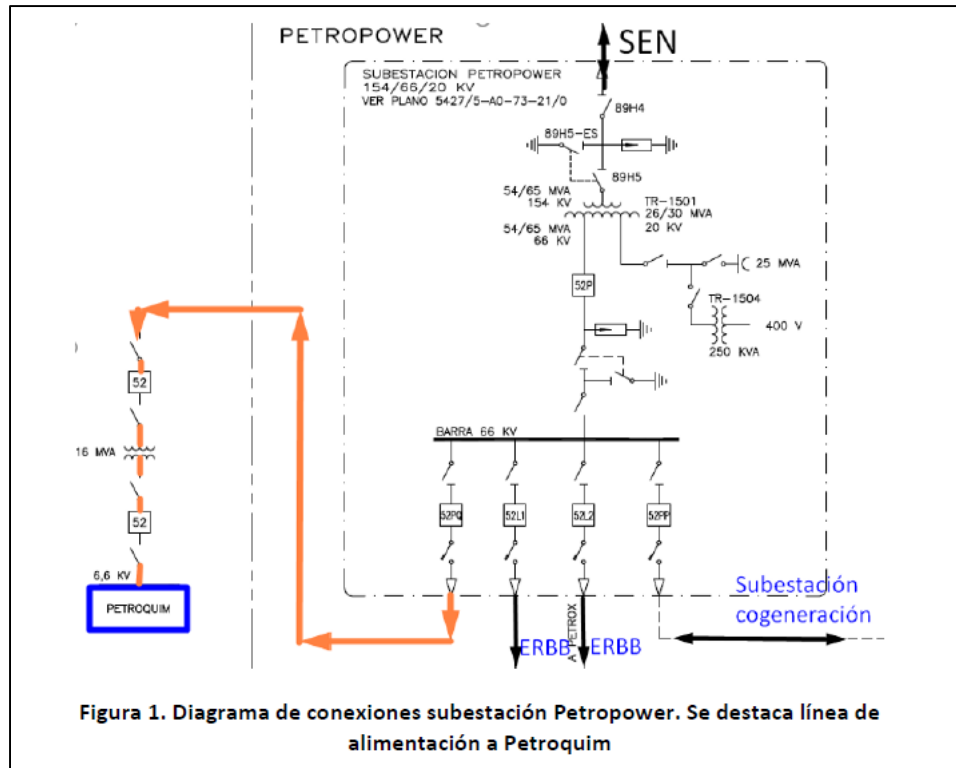 PETROPOWER
SEN
SUBESTACION PETROPOWER
154/66/20 KV
VER PLANO 5427/5-A0-73-21/0
89H4
89H5-ES
89H5
54/65 MVA
154 KV
TR-1501
26/30 MVA
20 KV
54/65 MVA
66 KV
25 MVA
52P
TR-1504
400 V
250 KVA
52
16 MVA
52
6,6 KV
PETROQUIM
BARRA 66 KV
52PQ
52L1
52L2
52PP
Subestación
cogeneración
ERBB
A PETROX
ERBB
Figura 1. Diagrama de conexiones subestación Petropower. Se destaca línea de
alimentación a Petroquim